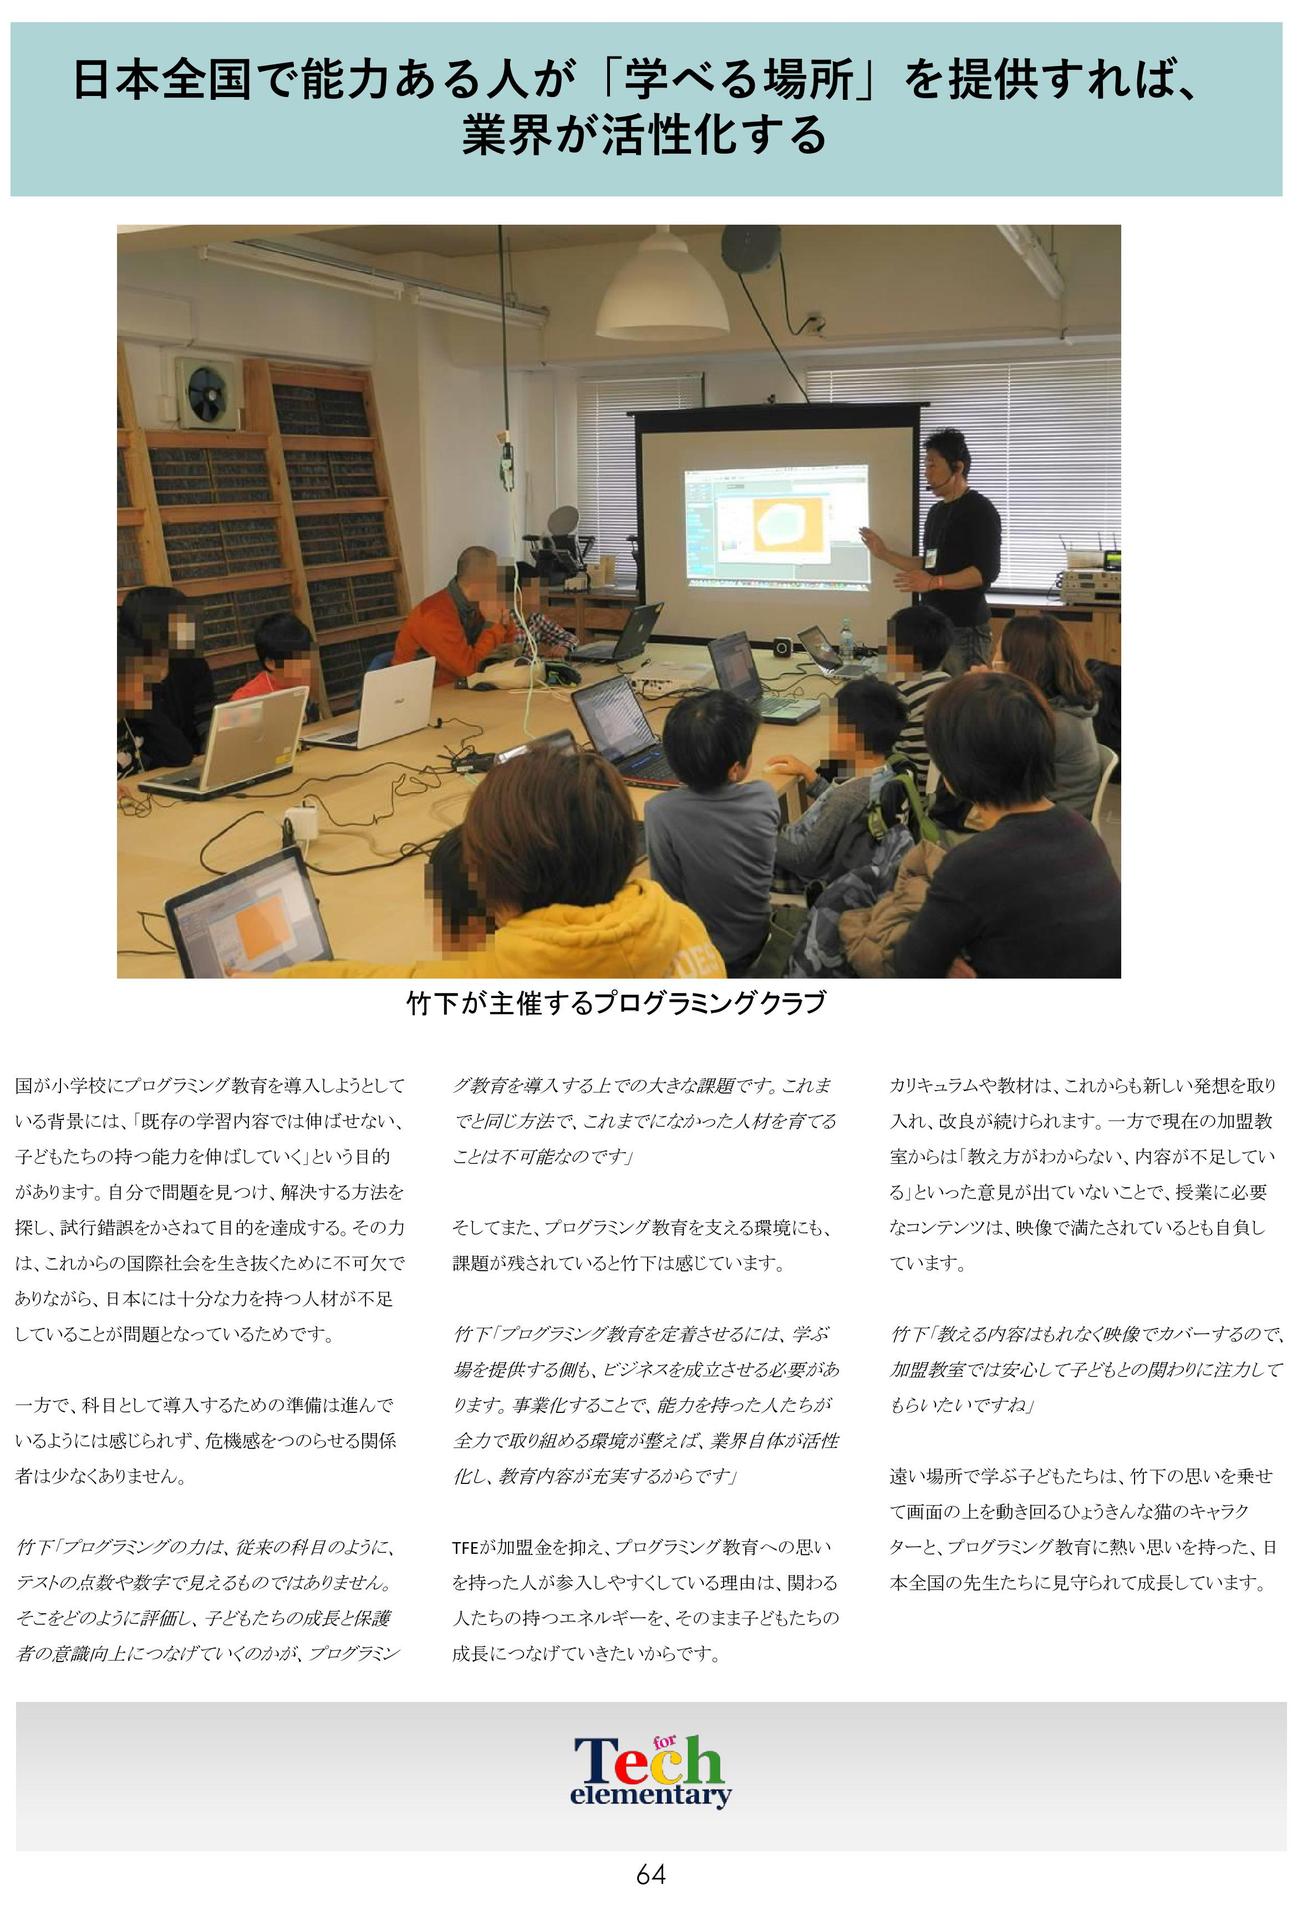 日本全国で能力ある人が「学べる場所」を提供すれば、
業界が活性化する
DES
竹下が主催するプログラミングクラブ
国が小学校にプログラミング教育を導入しようとして
いる背景には、「既存の学習内容では伸ばせない、
子どもたちの持つ能力を伸ばしていく」という目的
があります。自分で問題を見つけ、解決する方法を
探し、試行錯誤をかさねて目的を達成する。その力
は、これからの国際社会を生き抜くために不可欠で
ありながら、日本には十分な力を持つ人材が不足
していることが問題となっているためです。
一方で、科目として導入するための準備は進んで
いるようには感じられず、危機感をつのらせる関係
者は少なくありません。
竹下「プログラミングの力は、従来の科目のように、
テストの点数や数字で見えるものではありません。
そこをどのように評価し、子どもたちの成長と保護
者の意識向上につなげていくのかが、プログラミン
グ教育を導入する上での大きな課題です。これま
でと同じ方法で、これまでになかった人材を育てる
ことは不可能なのです」
そしてまた、プログラミング教育を支える環境にも、
課題が残されていると竹下は感じています。
竹下「プログラミング教育を定着させるには、学ぶ
場を提供する側も、ビジネスを成立させる必要があ
ります。事業化することで、能力を持った人たちが
全力で取り組める環境が整えば、業界自体が活性
化し、教育内容が充実するからです」
TFEが加盟金を抑え、プログラミング教育への思い
を持った人が参入しやすくしている理由は、関わる
人たちの持つエネルギーを、そのまま子どもたちの
成長につなげていきたいからです。
カリキュラムや教材は、これからも新しい発想を取り
入れ、改良が続けられます。一方で現在の加盟教
室からは「教え方がわからない、内容が不足してい
る」といった意見が出ていないことで、授業に必要
なコンテンツは、映像で満たされているとも自負し
ています。
竹下「教える内容はもれなく映像でカバーするので、
加盟教室では安心して子どもとの関わりに注力して
もらいたいですね」
遠い場所で学ぶ子どもたちは、竹下の思いを乗せ
て画面の上を動き回るひょうきんな猫のキャラク
ターと、プログラミング教育に熱い思いを持った、日
本全国の先生たちに見守られて成長しています。
Tech for
elementary
64